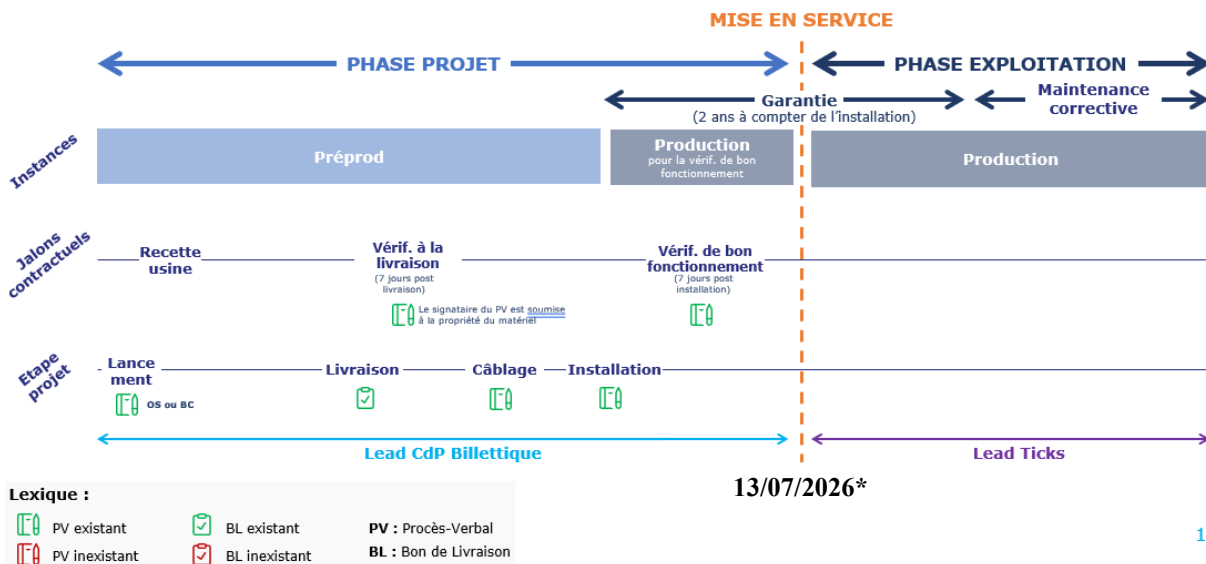 MISE EN SERVICE
PHASE PROJET
PHASE EXPLOITATION
Garantie
(2 ans à compter de l'installation)
Maintenance
corrective
Instances
Préprod
Production
pour la vérif. de bon
fonctionnement
Production
Jalons
contractuels
Recette
usine
Vérif. à la
livraison
(7 jours post
livraison)
Le signataire du PV est soumise
à la propriété du matériel
Vérif. de bon
fonctionnement
(7 jours post
installation)
Etape
projet
Lance
ment
OS ou BC
Livraison
Câblage
Installation
Lead CdP Billettique
Lead Ticks
13/07/2026*
Lexique :
PV existant
BL existant
PV : Procès-Verbal
PV inexistant
BL inexistant
BL : Bon de Livraison
1